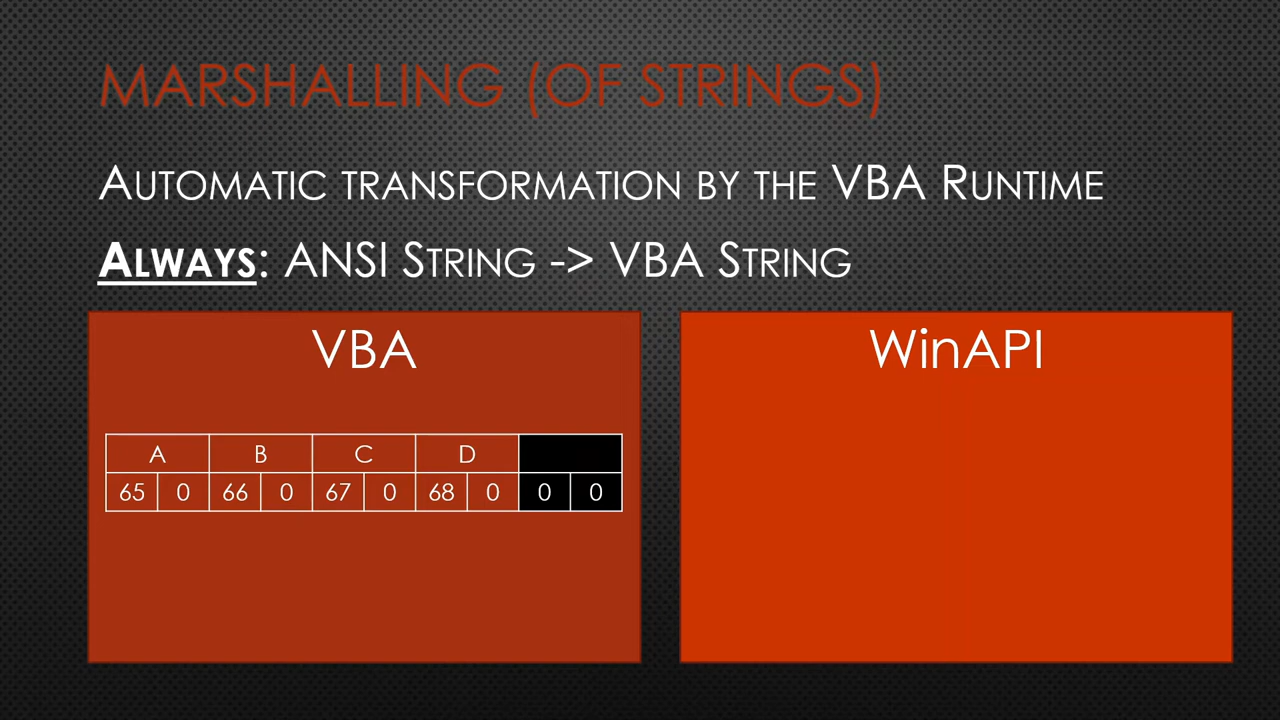 MARSHALLING (OF STRINGS)
AUTOMATIC TRANSFORMATION BY THE VBA RUNTIME
ALWAYS: ANSI STRING -> VBA STRING
VBA
A B C D
65 0 66 0 67 0 68 0 0 0
WinAPI